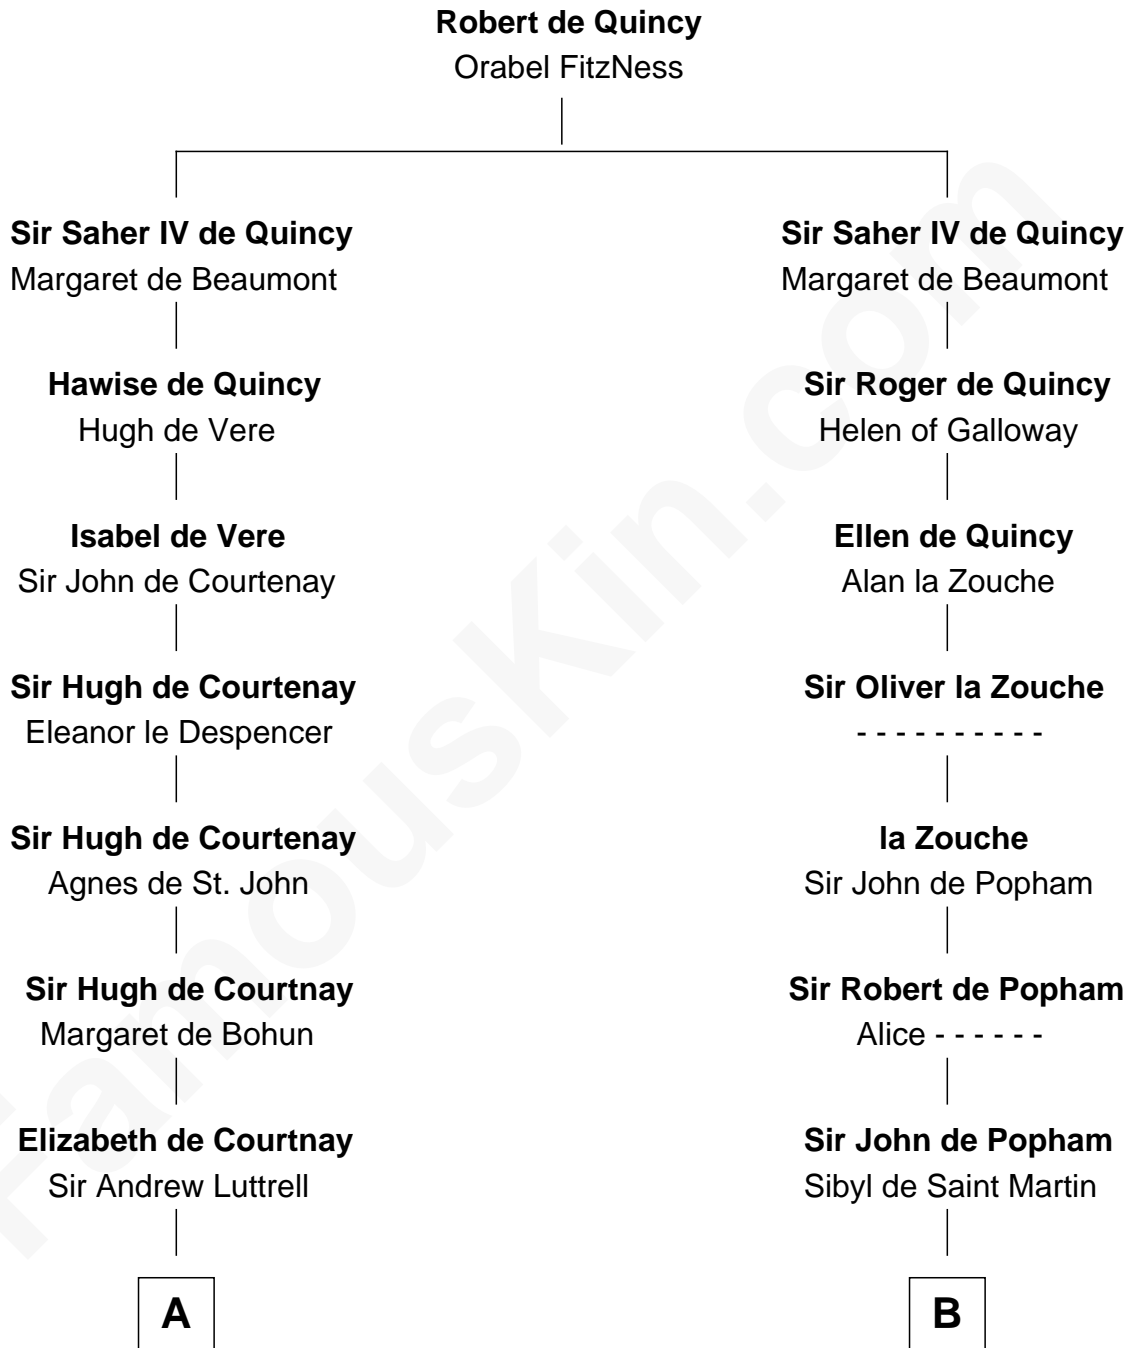 Robert de Quincy
Orabel FitzNess
Sir Saher IV de Quincy
Margaret de Beaumont
Sir Saher IV de Quincy
Margaret de Beaumont
Hawise de Quincy
Hugh de Vere
Sir Roger de Quincy
Helen of Galloway
Isabel de Vere
Sir John de Courtenay
Ellen de Quincy
Alan la Zouche
Sir Hugh de Courtenay
Eleanor le Despencer
Sir Oliver la Zouche
- - - - - - - - - -
Sir Hugh de Courtenay
Agnes de St. John
la Zouche
Sir John de Popham
Sir Hugh de Courtnay
Margaret de Bohun
Sir Robert de Popham
Alice - - - - - -
Elizabeth de Courtnay
Sir Andrew Luttrell
Sir John de Popham
Sibyl de Saint Martin
A
B
FamousKin.com